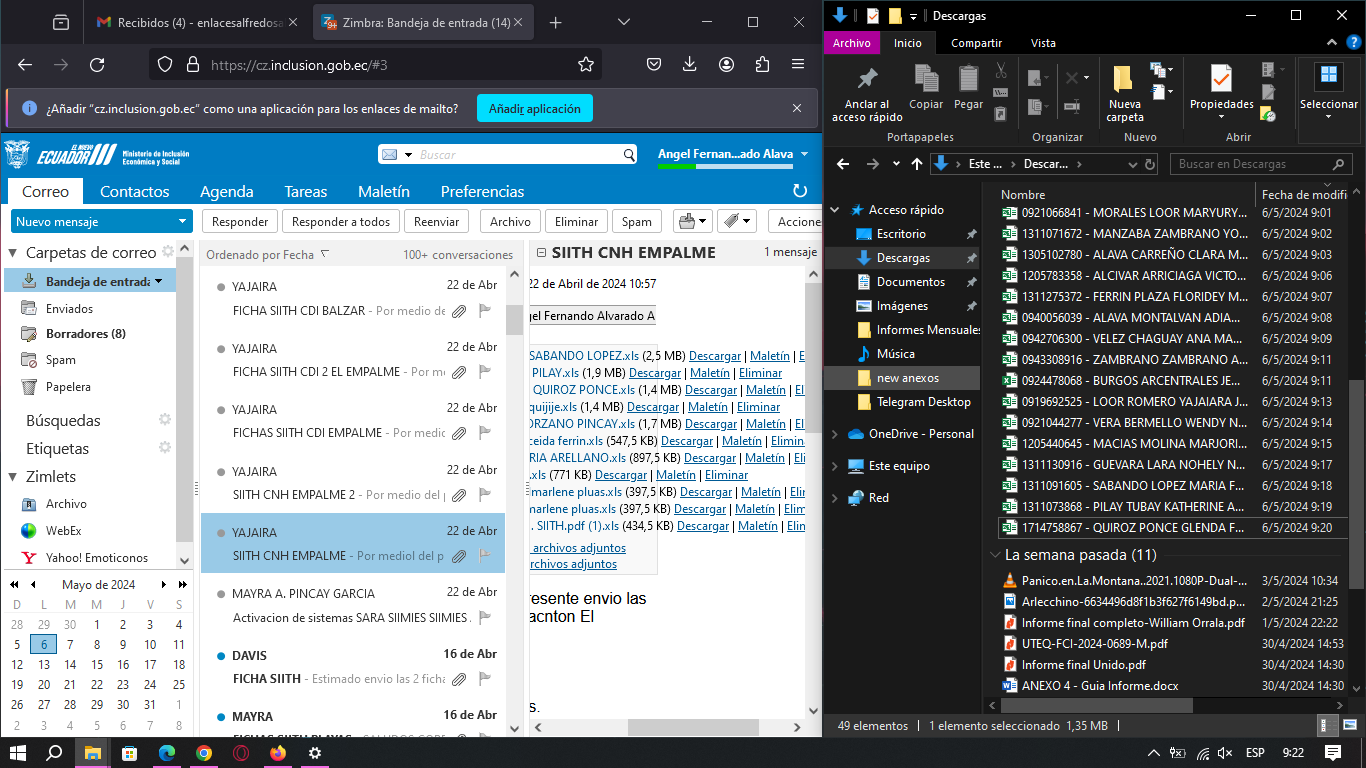 Recibidos (4) - enlacesalfredosa
Zimbra: Bandeja de entrada (14)
https://cz.inclusion.gob.ec/#3
¿Añadir “cz.inclusion.gob.ec” como una aplicación para los enlaces de mailto?
Añadir aplicación
EL NUEVO
ECUADOR
Ministerio de Inclusión
Económica y Social
Buscar
Angel Fernan...ado Alava
Correo
Contactos
Agenda
Tareas
Maletín
Preferencias
Nuevo mensaje
Responder
Responder a todos
Reenviar
Archivo
Eliminar
Spam
Accione
Carpetas de correo
Bandeja de entrada
Enviados
Borradores (8)
Spam
Papelera
Búsquedas
Etiquetas
Zimlets
Archivo
WebEx
Yahoo! Emoticonos
Mayo de 2024
D L M M J V S
28 29 30 1 2 3 4
5 6 7 8 9 10 11
12 13 14 15 16 17 18
19 20 21 22 23 24 25
26 27 28 29 30 31 1
2 3 4 5 6 7 8
Ordenado por Fecha
100+ conversaciones
YAJAIRA 22 de Abr
FICHA SIITH CDI BALZAR - Por medio de
YAJAIRA 22 de Abr
FICHA SIITH CDI 2 EL EMPALME - Por m
YAJAIRA 22 de Abr
FICHAS SIITH CDI EMPALME - Por medic
YAJAIRA 22 de Abr
SIITH CNH EMPALME 2 - Por medio del
YAJAIRA 22 de Abr
SIITH CNH EMPALME - Por mediol del p
MAYRA A. PINCAY GARCIA 22 de Abr
Activacion de sistemas SARA SIIMIES SIIMIES .
DAVIS 16 de Abr
FICHA SIITH - Estimado envio las 2 ficha
MAYRA 16 de Abr
SIITH CNH EMPALME
1 mensaje
22 de Abril de 2024 10:57
gel Fernando Alvarado A
SABANDO LOPEZ.xls (2,5 MB) Descargar | Maletín | E
PILAY.xls (1,9 MB) Descargar | Maletín | Eliminar
QUIROZ PONCE.xls (1,4 MB) Descargar | Maletín |
quijije.xls (1,4 MB) Descargar | Maletín | Eliminar
ORZANO PINCAY.xls (1,7 MB) Descargar | Maletín |
ceida ferrin.xls (547,5 KB) Descargar | Maletín | Elimin
RIA ARELLANO.xls (897,5 KB) Descargar | Maletín |
.xls (771 KB) Descargar | Maletín | Eliminar
marlene pluas.xls (397,5 KB) Descargar | Maletín | Eli
marlene pluas.xls (397,5 KB) Descargar | Maletín | Eli
. SIITH.pdf (1).xls (434,5 KB) Descargar | Maletín | Elin
archivos adjuntos
rchivos adjuntos
resente envio las
acnton El
s.
Descargas
Archivo
Inicio
Compartir
Vista
Anclar al
acceso rápido
Copiar
Pegar
Portapapeles
Organizar
Nueva
carpeta
Nuevo
Propiedades
Abrir
Seleccionar
Este ...
Descar...
Buscar en Descargas
Acceso rápido
Escritorio
Descargas
Documentos
Imágenes
Informes Mensuales
Música
new anexos
Telegram Desktop
OneDrive - Personal
Este equipo
Red
Nombre
Fecha de modifi
0921066841 - MORALES LOOR MARYURY... 6/5/2024 9:01
1311071672 - MANZABA ZAMBRANO YO... 6/5/2024 9:02
1305102780 - ALAVA CARREÑO CLARA M... 6/5/2024 9:03
1205783358 - ALCIVAR ARRICIAGA VICTO... 6/5/2024 9:06
1311275372 - FERRIN PLAZA FLORIDEY M... 6/5/2024 9:07
0940056039 - ALAVA MONTALVAN ADIA... 6/5/2024 9:08
0942706300 - VELEZ CHAGUAY ANA MA... 6/5/2024 9:09
0943308916 - ZAMBRANO ZAMBRANO A... 6/5/2024 9:11
0924478068 - BURGOS ARCENTRALES JE... 6/5/2024 9:11
0919692525 - LOOR ROMERO YAJAIARA J... 6/5/2024 9:13
0921044277 - VERA BERMELLO WENDY N... 6/5/2024 9:14
1205440645 - MACIAS MOLINA MARJORI... 6/5/2024 9:15
1311130916 - GUEVARA LARA NOHELY N... 6/5/2024 9:17
1311091605 - SABANDO LOPEZ MARIA F... 6/5/2024 9:18
1311073868 - PILAY TUBAY KATHERINE A... 6/5/2024 9:19
1714758867 - QUIROZ PONCE GLENDA F... 6/5/2024 9:20
La semana pasada (11)
Panico.en.La.Montana..2021.1080P-Dual-... 3/5/2024 10:34
Arlecchino-6634496d8f1b3f627f6149bd.p... 2/5/2024 21:25
Informe final completo-William Orrala.pdf 1/5/2024 22:22
UTEQ-FCI-2024-0689-M.pdf 30/4/2024 14:53
Informe final Unido.pdf 30/4/2024 14:30
ANEXO 4 - Guia Informe.docx 30/4/2024 14:30
49 elementos
1 elemento seleccionado 1,35 MB
ESP
9:22